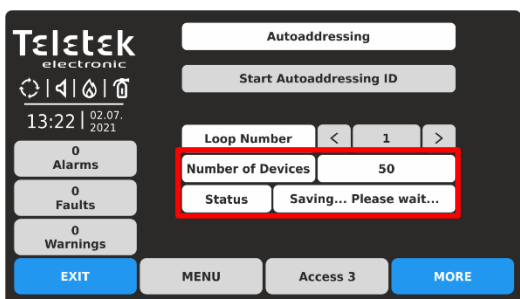 Teletek
electronic
13:22 02.07.
2021
0
Alarms
0
Faults
0
Warnings
Autoaddressing
Start Autoaddressing ID
Loop Number < 1 >
Number of Devices 50
Status Saving... Please wait...
EXIT MENU Access 3 MORE